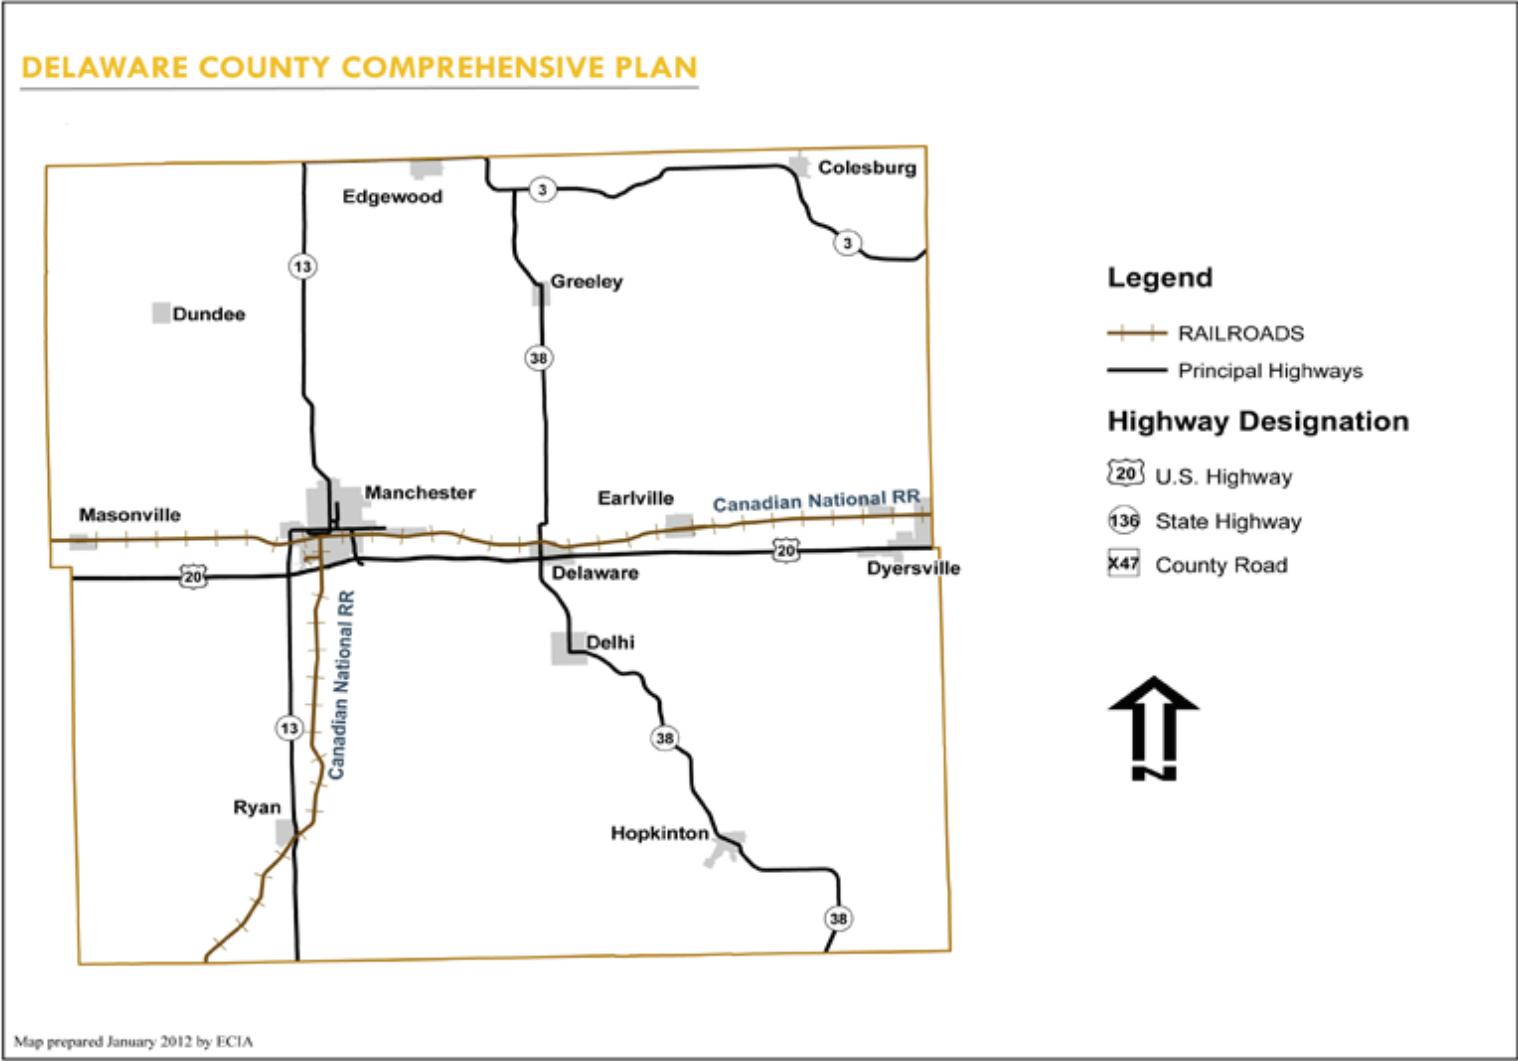 DELAWARE COUNTY COMPREHENSIVE PLAN
Colesburg
Edgewood
3
3
13
Greeley
Dundee
38
Manchester
Earlville
Canadian National RR
Masonville
20
20
Delaware
Dyersville
Canadian National RR
Delhi
13
38
Ryan
Hopkinton
38
Legend
RAILROADS
Principal Highways
Highway Designation
20 U.S. Highway
136 State Highway
X47 County Road
N
Map prepared January 2012 by ECIA